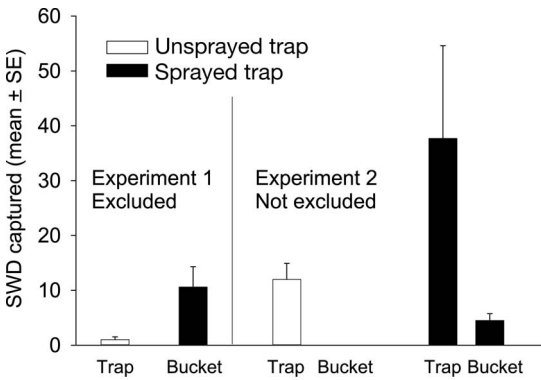 60
50
40
30
20
10
0
SWD captured (mean ± SE)
Unsprayed trap
Sprayed trap
Experiment 1
Excluded
Experiment 2
Not excluded
Trap Bucket Trap Bucket Trap Bucket